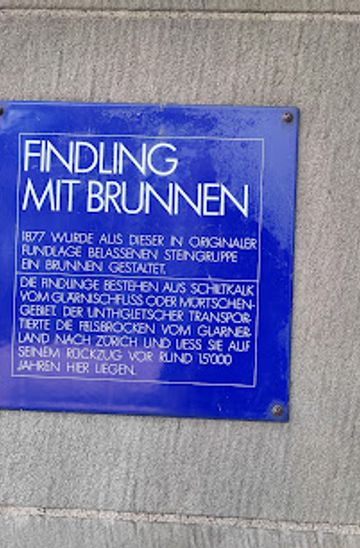 FINDLING
MIT BRUNNEN
1877 WURDE AUS DIESER IN ORIGINALER
FUNDLAGE BELASSENEN STEINGRUPPE
EIN BRUNNEN GESTALTET.
DIE FINDLINGE BESTEHEN AUS SCHILTKALK
VOM GLÄRNISCHFUSS ODER MÜRTSCHEN-
GEBIET. DER LINTHGLETSCHER TRANSPOR-
TIERTE DIE FELSBROCKEN VOM GLARNER-
LAND NACH ZÜRICH UND LIESS SIE AUF
SEINEM RÜCKZUG VOR RUND 15'000
JAHREN HIER LIEGEN.